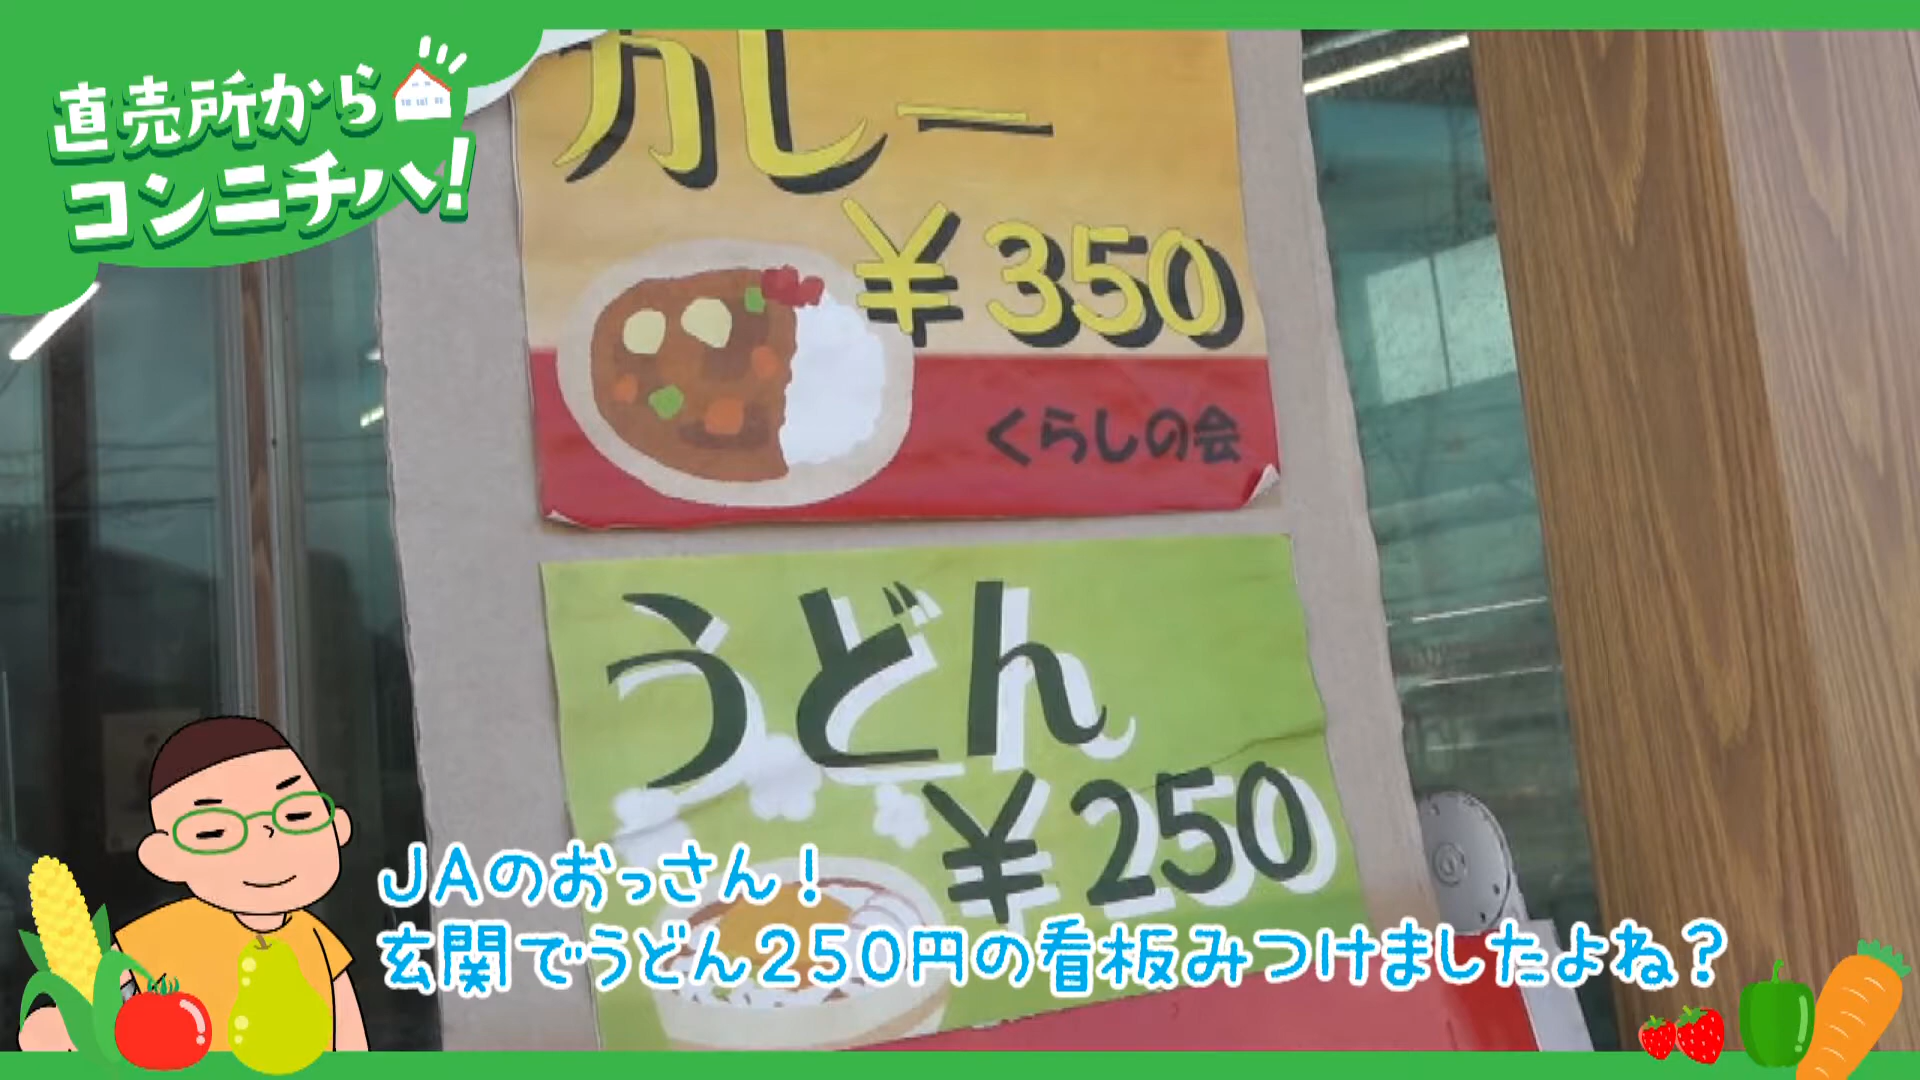 直売所から
コンニチハ!
カレー
¥350
くらしの会
うどん
¥250
JAのおっさん！
玄関でうどん250円の看板みつけましたよね？